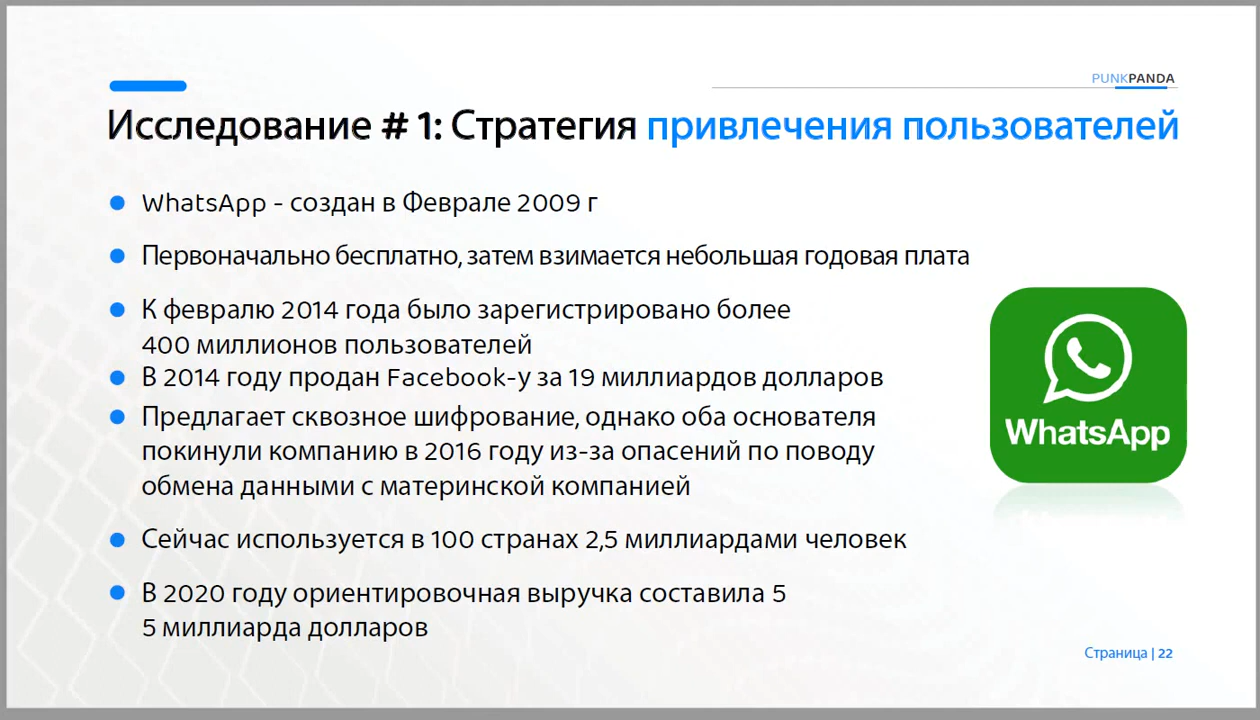 PUNKPANDA
Исследование # 1: Стратегия привлечения пользователей
WhatsApp - создан в Феврале 2009 г
Первоначально бесплатно, затем взимается небольшая годовая плата
К февралю 2014 года было зарегистрировано более
400 миллионов пользователей
В 2014 году продан Facebook-у за 19 миллиардов долларов
Предлагает сквозное шифрование, однако оба основателя
покинули компанию в 2016 году из-за опасений по поводу
обмена данными с материнской компанией
Сейчас используется в 100 странах 2,5 миллиардами человек
В 2020 году ориентировочная выручка составила 5
5 миллиарда долларов
WhatsApp
Страница | 22